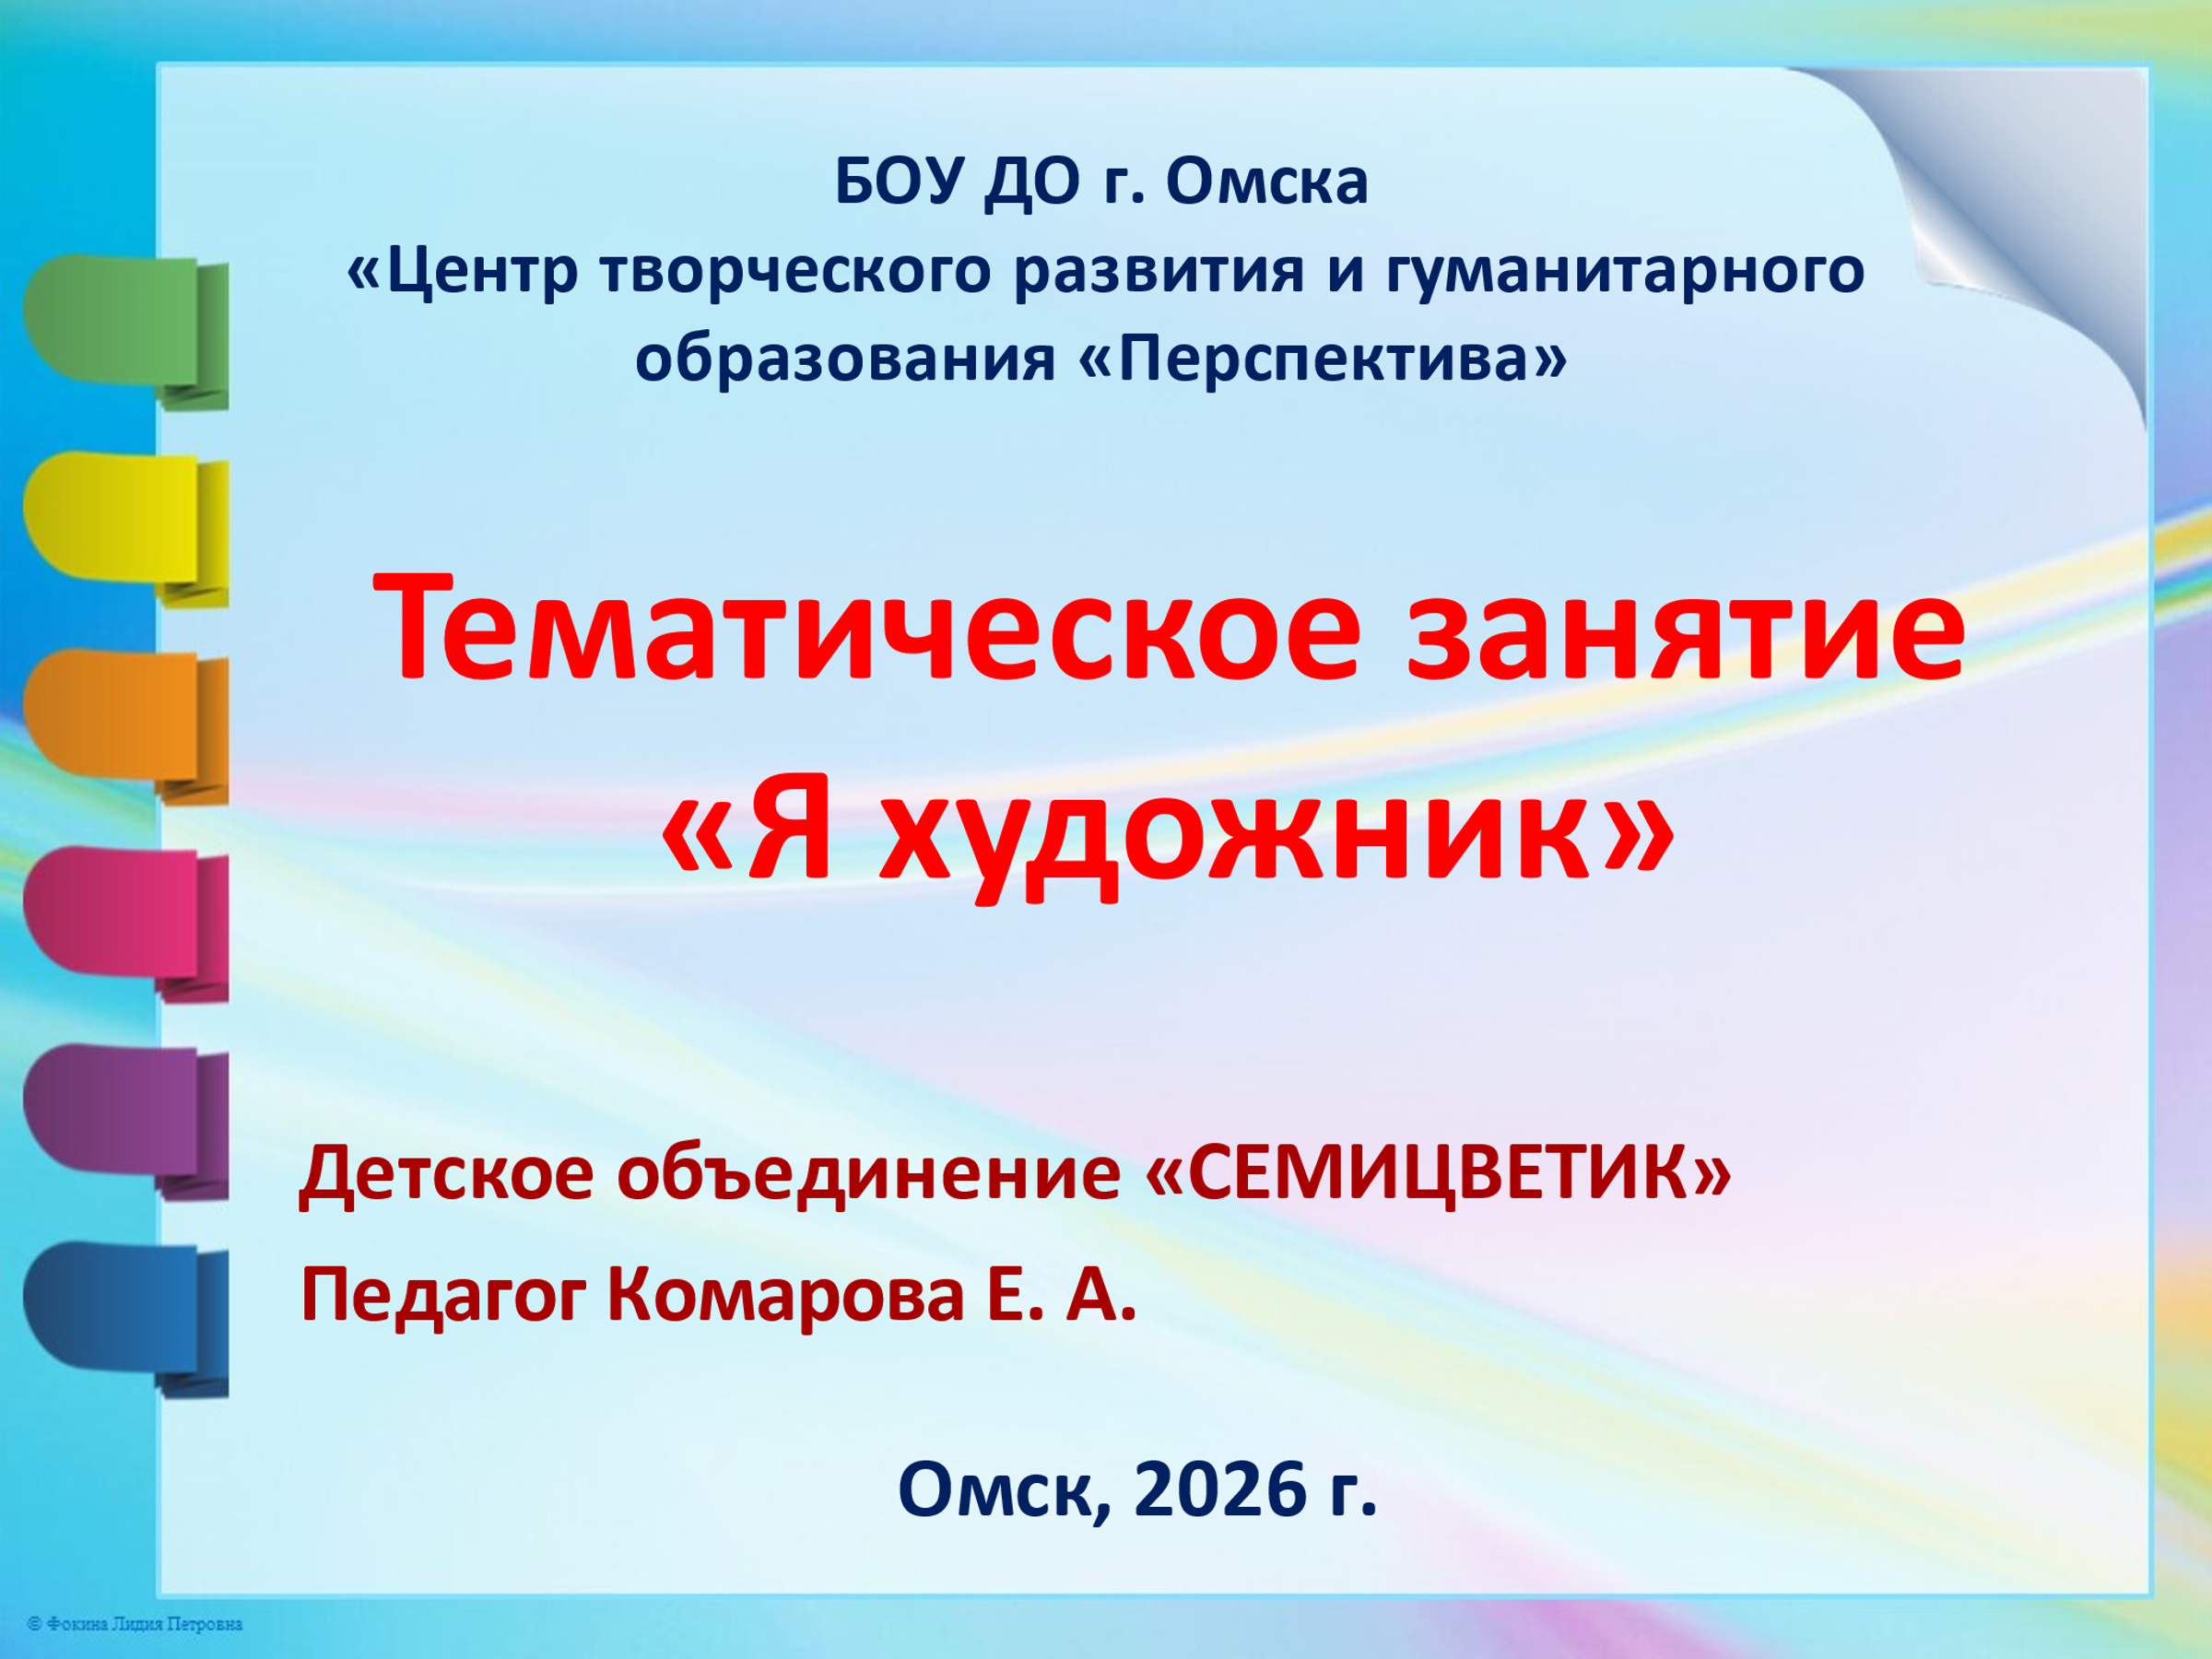 БОУ ДО г. Омска
«Центр творческого развития и гуманитарного
образования «Перспектива»
Тематическое занятие
«Я художник»
Детское объединение «СЕМИЦВЕТИК»
Педагог Комарова Е. А.
Омск, 2026 г.
© Фокина Лидия Петровна